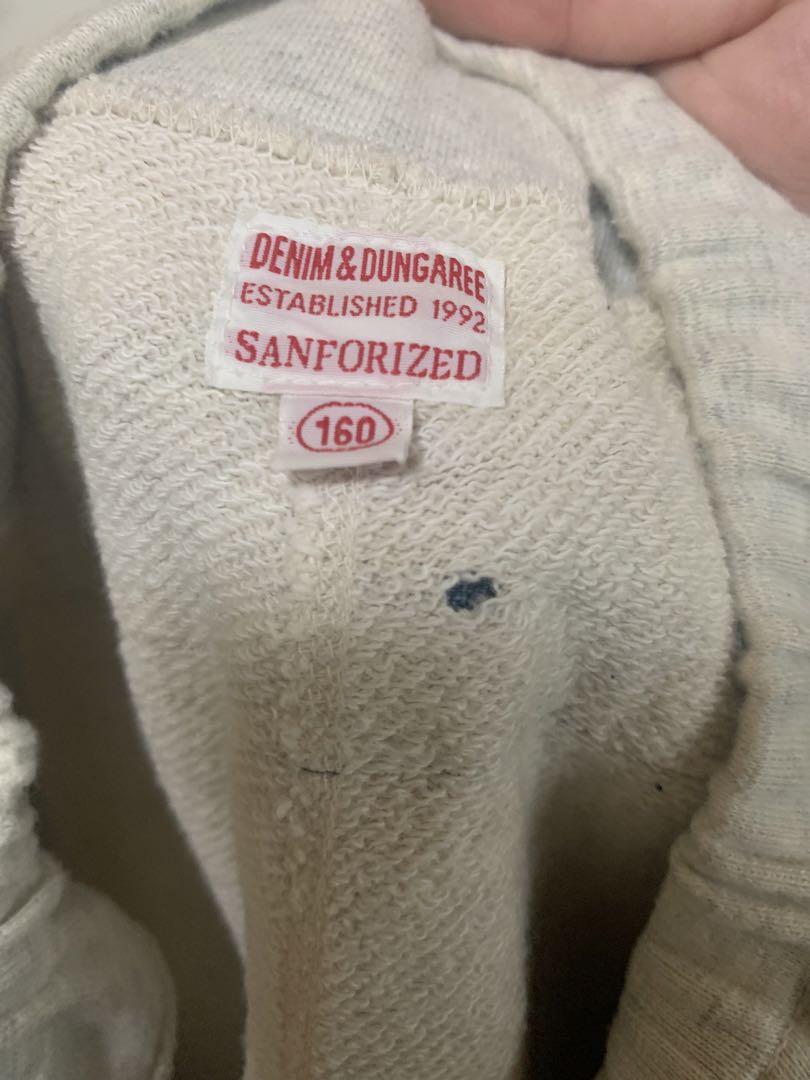 DENIM & DUNGAREE
ESTABLISHED 1992
SANFORIZED
160